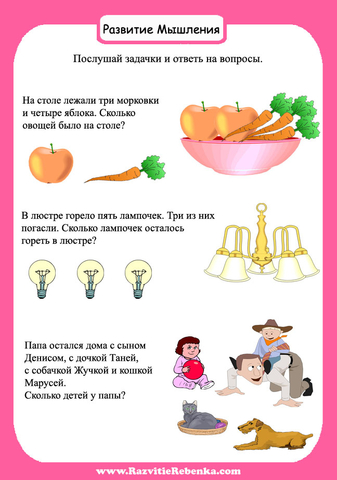 Развитие Мышления
Послушай задачки и ответь на вопросы.
На столе лежали три морковки
и четыре яблока. Сколько
овощей было на столе?
В люстре горело пять лампочек. Три из них
погасли. Сколько лампочек осталось
гореть в люстре?
Папа остался дома с сыном
Денисом, с дочкой Таней,
с собачкой Жучкой и кошкой
Марусей.
Сколько детей у папы?
www.RazvitieRebenka.com